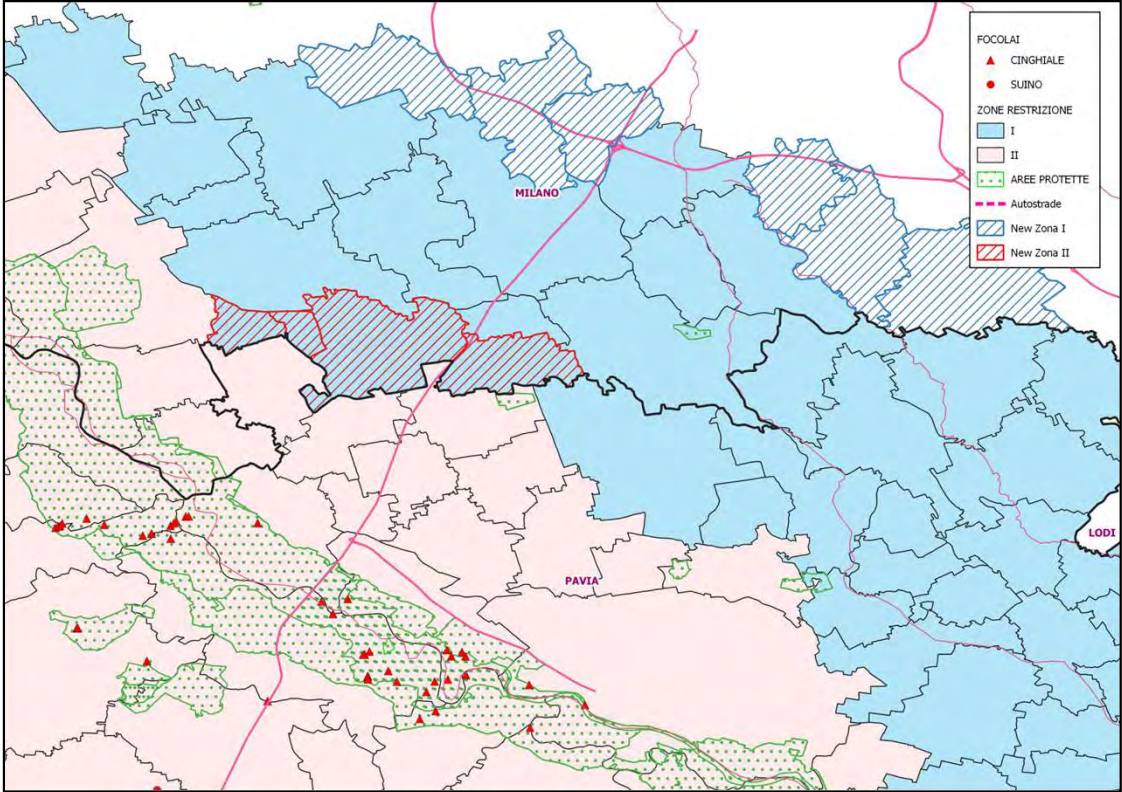 FOCOLAI
CINGHIALE
SUINO
ZONE RESTRIZIONE
I
II
AREE PROTETTE
Autostrade
New Zona I
New Zona II
MILANO
LODI
PAVIA